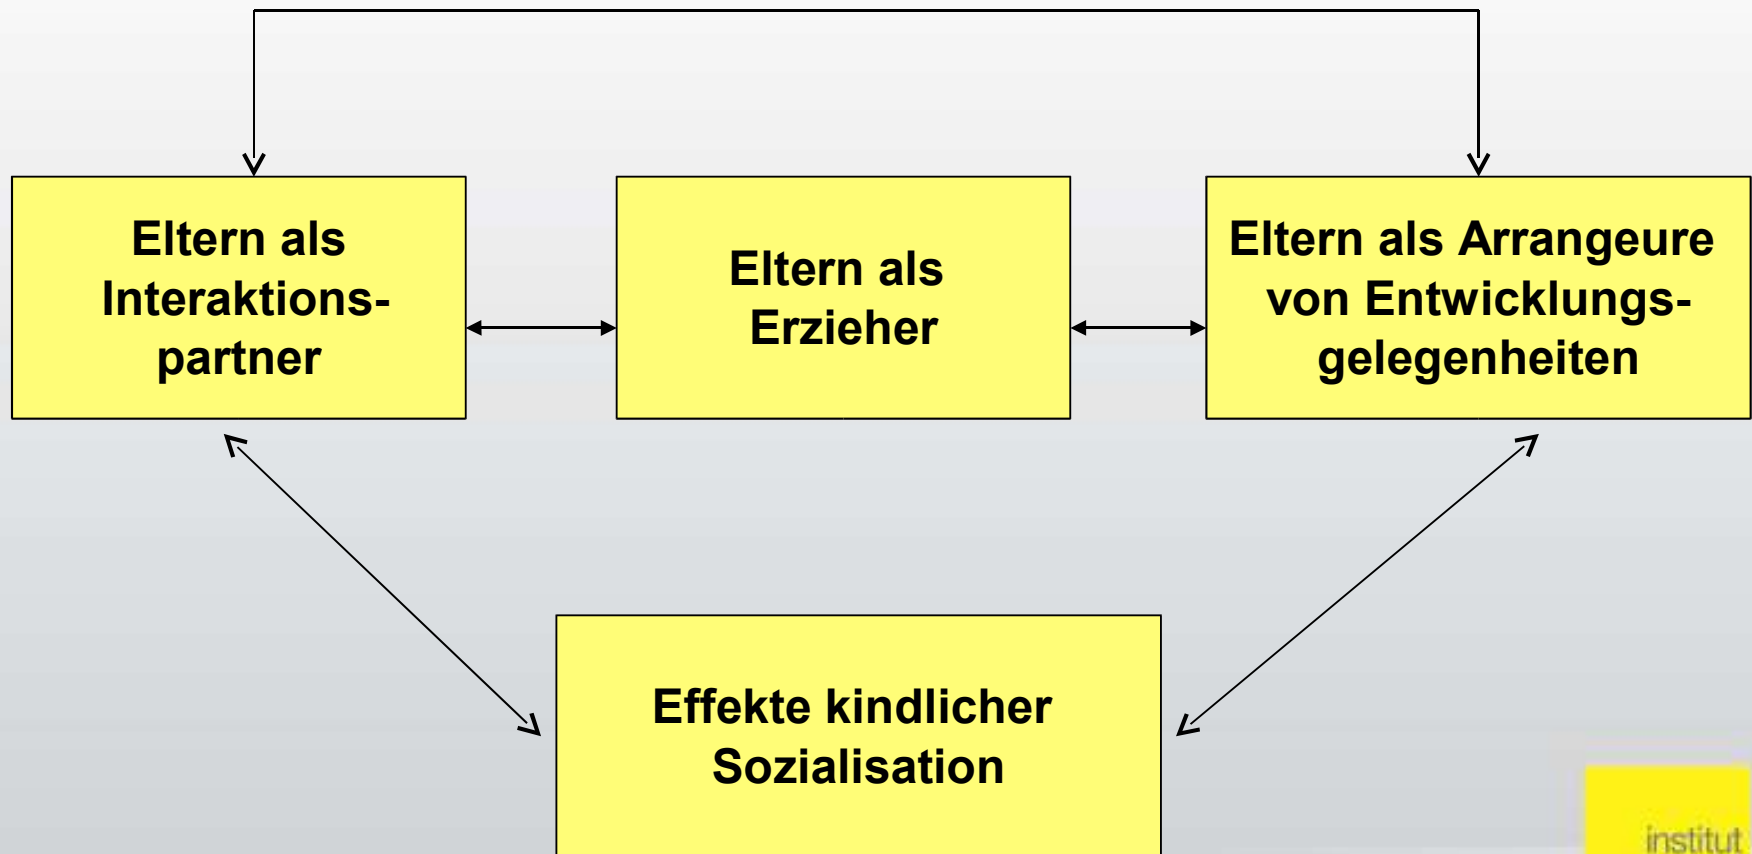 Eltern als
Interaktions-
partner
Eltern als
Erzieher
Eltern als Arrangeure
von Entwicklungs-
gelegenheiten
Effekte kindlicher
Sozialisation
institut